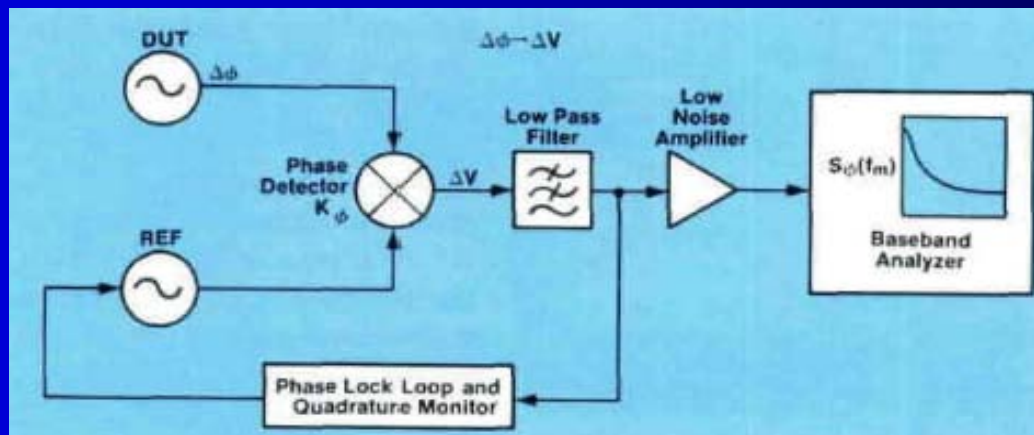 DUT
Δφ
Δφ→ΔV
Phase
Detector
K φ
ΔV
Low Pass
Filter
Low
Noise
Amplifier
Sφ(fm)
Baseband
Analyzer
REF
Phase Lock Loop and
Quadrature Monitor